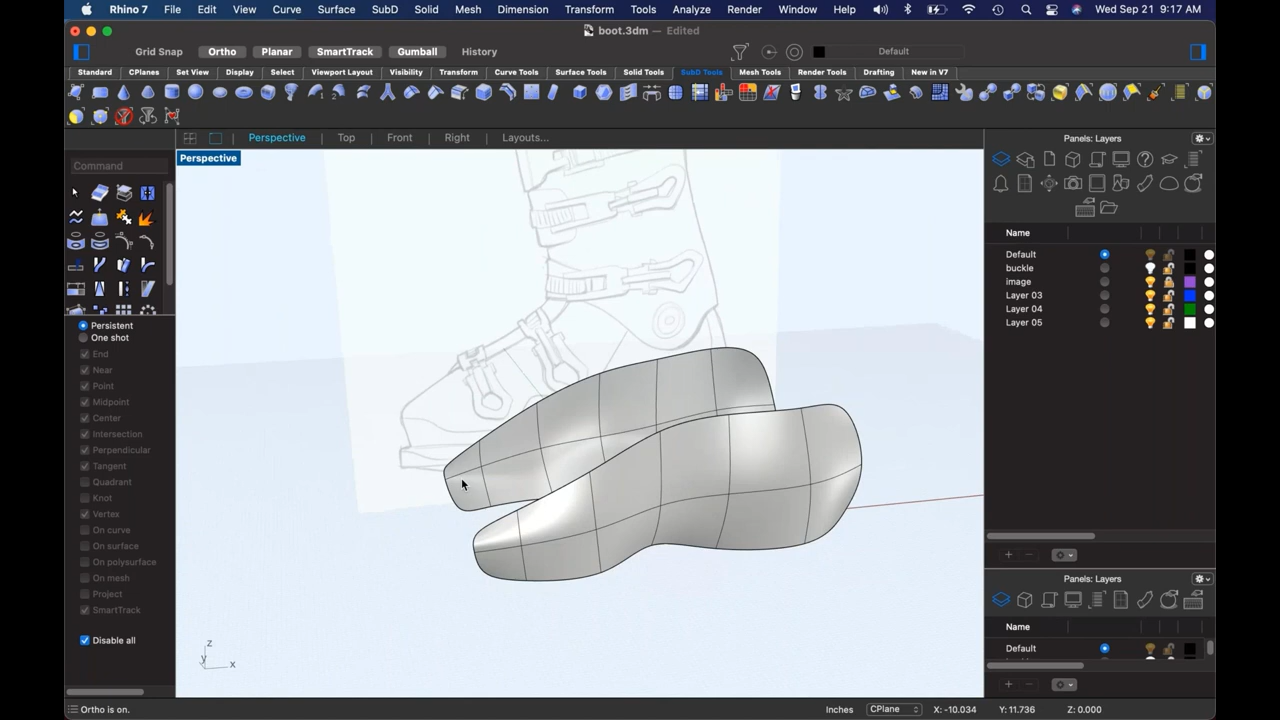 Rhino 7 File Edit View Curve Surface SubD Solid Mesh Dimension Transform Tools Analyze Render Window Help Wed Sep 21 9:17 AM
boot.3dm — Edited
Grid Snap Ortho Planar SmartTrack Gumball History Default
Standard CPlanes Set View Display Select Viewport Layout Visibility Transform Curve Tools Surface Tools Solid Tools SubD Tools Mesh Tools Render Tools Drafting New in V7
Perspective Top Front Right Layouts... Panels: Layers
Perspective
Command
Name
Default
buckle
image
Layer 03
Layer 04
Layer 05
Persistent
One shot
End
Near
Point
Midpoint
Center
Intersection
Perpendicular
Tangent
Quadrant
Knot
Vertex
On curve
On surface
On polysurface
On mesh
Project
SmartTrack
Disable all
Panels: Layers
Name
Default
z
y x
Ortho is on. Inches CPlane X: -10.034 Y: 11.736 Z: 0.000